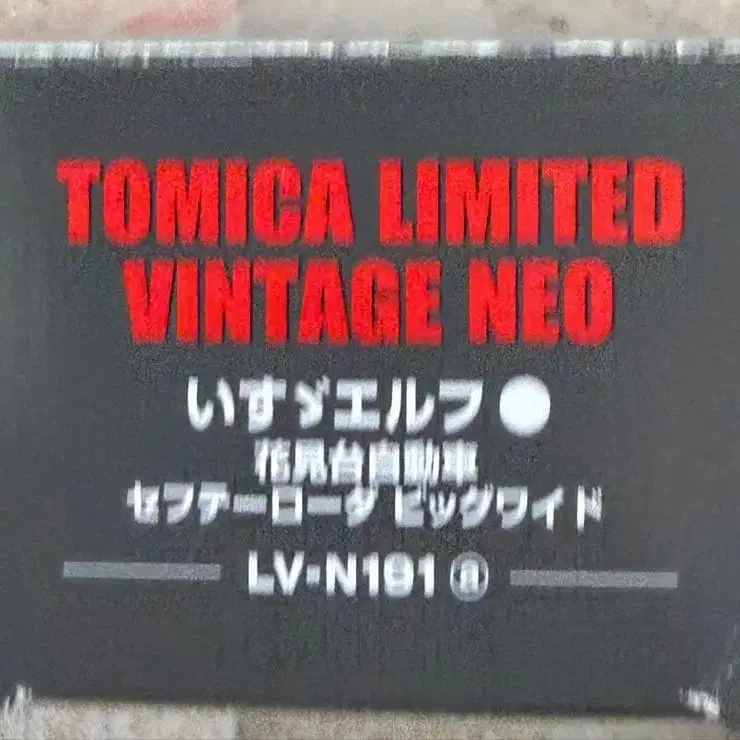 TOMICA LIMITED
VINTAGE NEO
いすゞエルフ
花見台自動車
セフテーローダ ビッグワイド
LV-N191 ⓐ